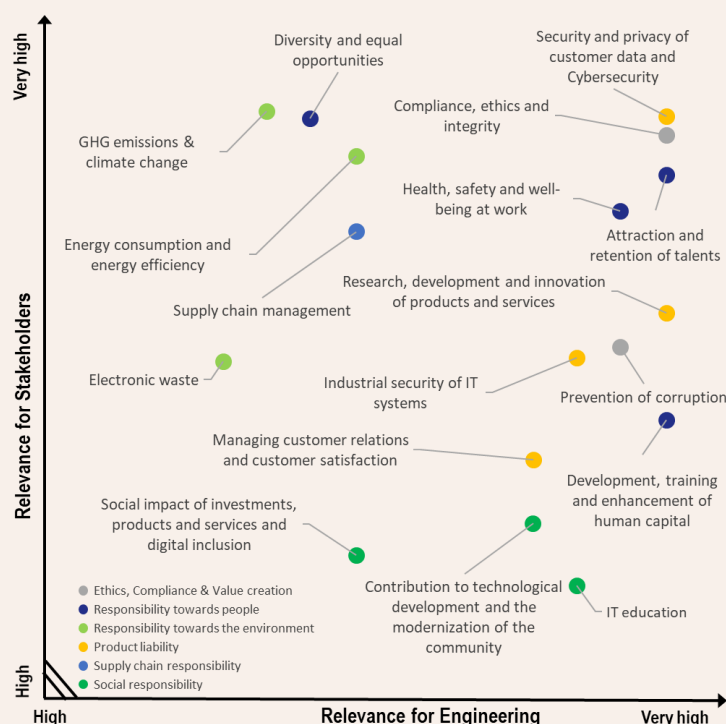 Very high
Diversity and equal
opportunities
Security and privacy of
customer data and
Cybersecurity
Compliance, ethics and
integrity
GHG emissions &
climate change
Health, safety and well-
being at work
Attraction and
retention of talents
Energy consumption and
energy efficiency
Research, development and innovation
of products and services
Supply chain management
Relevance for Stakeholders
Electronic waste
Industrial security of IT
systems
Prevention of corruption
Managing customer relations
and customer satisfaction
Development, training
and enhancement of
human capital
Social impact of investments,
products and services and
digital inclusion
Contribution to technological
development and the
modernization of the
community
IT education
Ethics, Compliance & Value creation
Responsibility towards people
Responsibility towards the environment
Product liability
Supply chain responsibility
Social responsibility
High
High
Relevance for Engineering
Very high